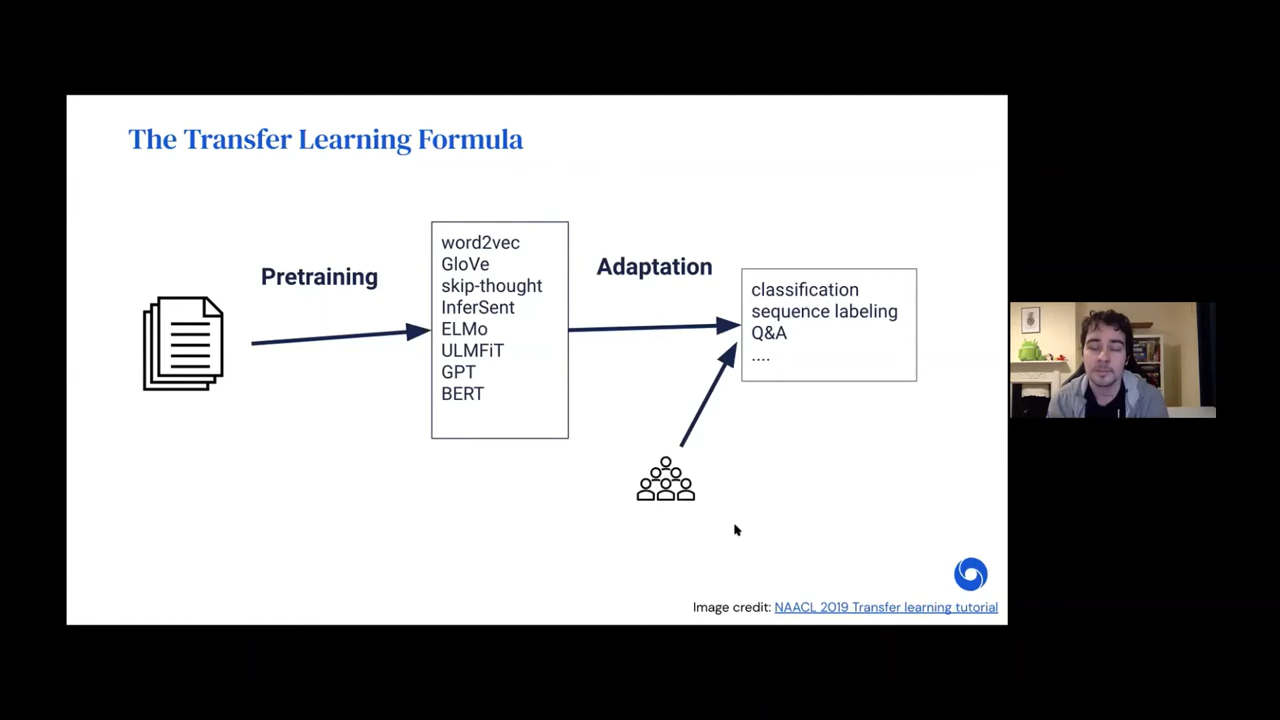 The Transfer Learning Formula
Pretraining
word2vec
GloVe
skip-thought
InferSent
ELMo
ULMFiT
GPT
BERT
Adaptation
classification
sequence labeling
Q&A
....
Image credit: NAACL 2019 Transfer learning tutorial